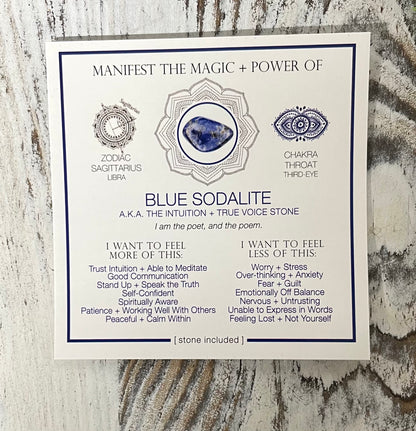 MANIFEST THE MAGIC + POWER OF
ZODIAC
SAGITTARIUS
LIBRA
CHAKRA
THROAT
THIRD EYE
BLUE SODALITE
A.K.A. THE INTUITION + TRUE VOICE STONE
I am the poet, and the poem.
I WANT TO FEEL
MORE OF THIS:
Trust Intuition + Able to Meditate
Good Communication
Stand Up + Speak the Truth
Self-Confident
Spiritually Aware
Patience + Working Well With Others
Peaceful + Calm Within
I WANT TO FEEL
LESS OF THIS:
Worry + Stress
Over-thinking + Anxiety
Fear + Guilt
Emotionally Off Balance
Nervous + Untrusting
Unable to Express in Words
Feeling Lost + Not Yourself
[ stone included ]